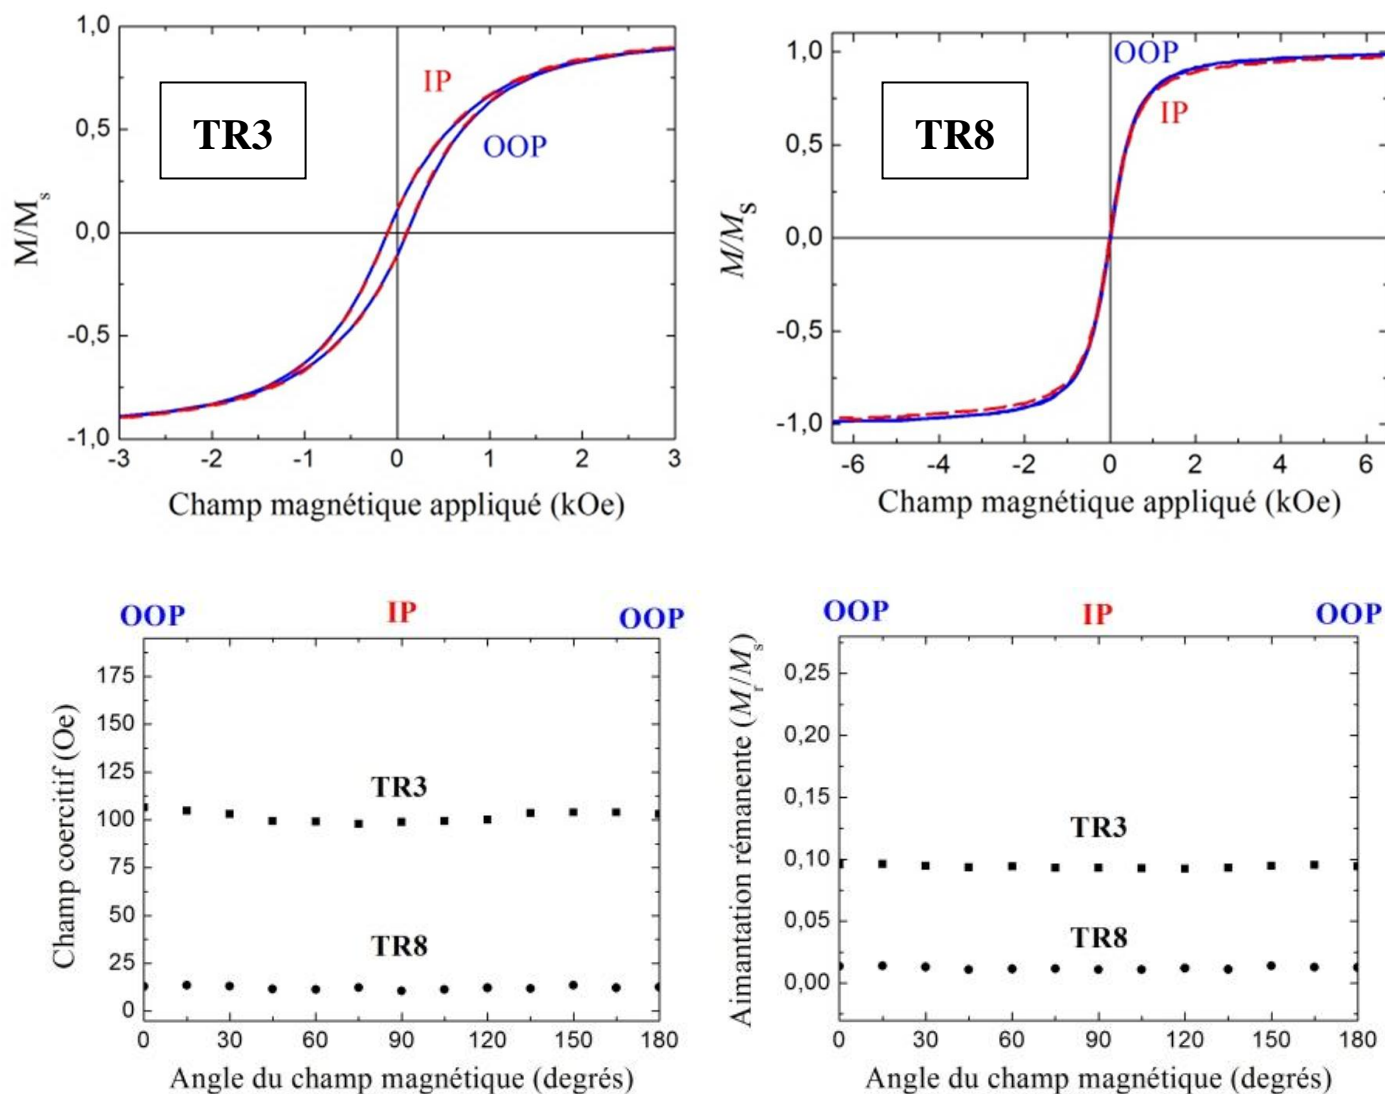 1,0
0,5
0,0
-0,5
-1,0
M/Ms
TR3
IP
OOP
-3 -2 -1 0 1 2 3
Champ magnétique appliqué (kOe)
1,0
0,5
0,0
-0,5
-1,0
M/MS
TR8
OOP
IP
-6 -4 -2 0 2 4 6
Champ magnétique appliqué (kOe)
OOP IP OOP
175
150
125
100
75
50
25
0
Champ coercitif (Oe)
TR3
TR8
0 30 60 90 120 150 180
Angle du champ magnétique (degrés)
OOP IP OOP
0,25
0,20
0,15
0,10
0,05
0,00
Aimantation rémanente (Mr/Ms)
TR3
TR8
0 30 60 90 120 150 180
Angle du champ magnétique (degrés)